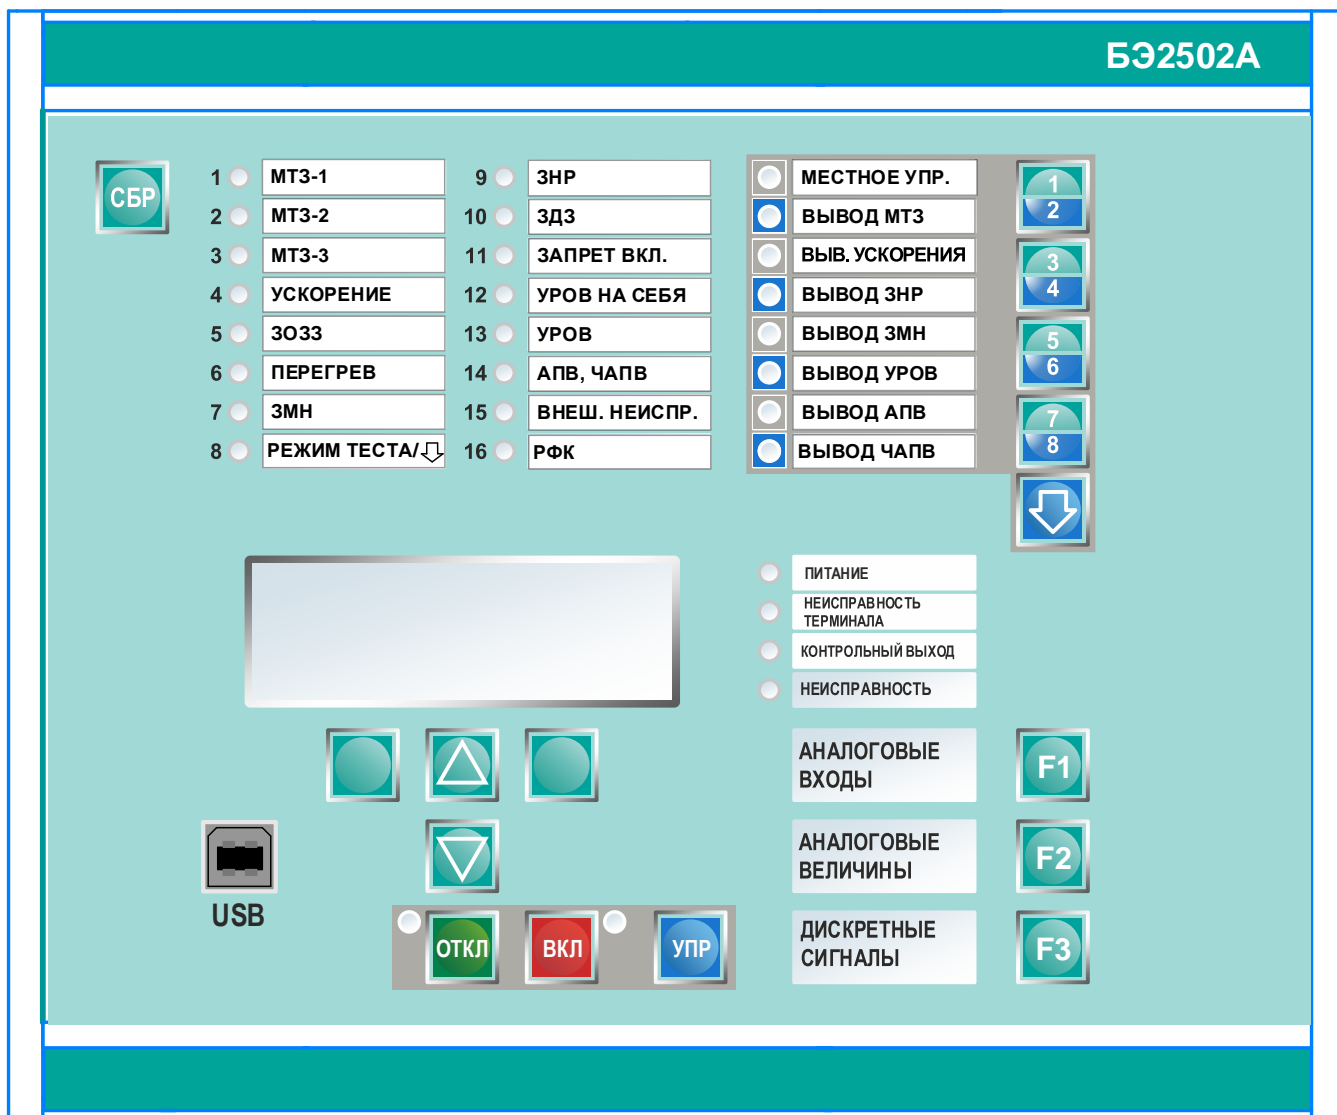 БЭ2502А
СБР
1 МТЗ-1
2 МТЗ-2
3 МТЗ-3
4 УСКОРЕНИЕ
5 ЗОЗЗ
6 ПЕРЕГРЕВ
7 ЗМН
8 РЕЖИМ ТЕСТА/
9 ЗНР
10 ЗДЗ
11 ЗАПРЕТ ВКЛ.
12 УРОВ НА СЕБЯ
13 УРОВ
14 АПВ, ЧАПВ
15 ВНЕШ. НЕИСПР.
16 РФК
МЕСТНОЕ УПР.
ВЫВОД МТЗ
ВЫВ. УСКОРЕНИЯ
ВЫВОД ЗНР
ВЫВОД ЗМН
ВЫВОД УРОВ
ВЫВОД АПВ
ВЫВОД ЧАПВ
1
2
3
4
5
6
7
8
ПИТАНИЕ
НЕИСПРАВНОСТЬ
ТЕРМИНАЛА
КОНТРОЛЬНЫЙ ВЫХОД
НЕИСПРАВНОСТЬ
АНАЛОГОВЫЕ
ВХОДЫ
F1
АНАЛОГОВЫЕ
ВЕЛИЧИНЫ
F2
ДИСКРЕТНЫЕ
СИГНАЛЫ
F3
USB
ОТКЛ
ВКЛ
УПР